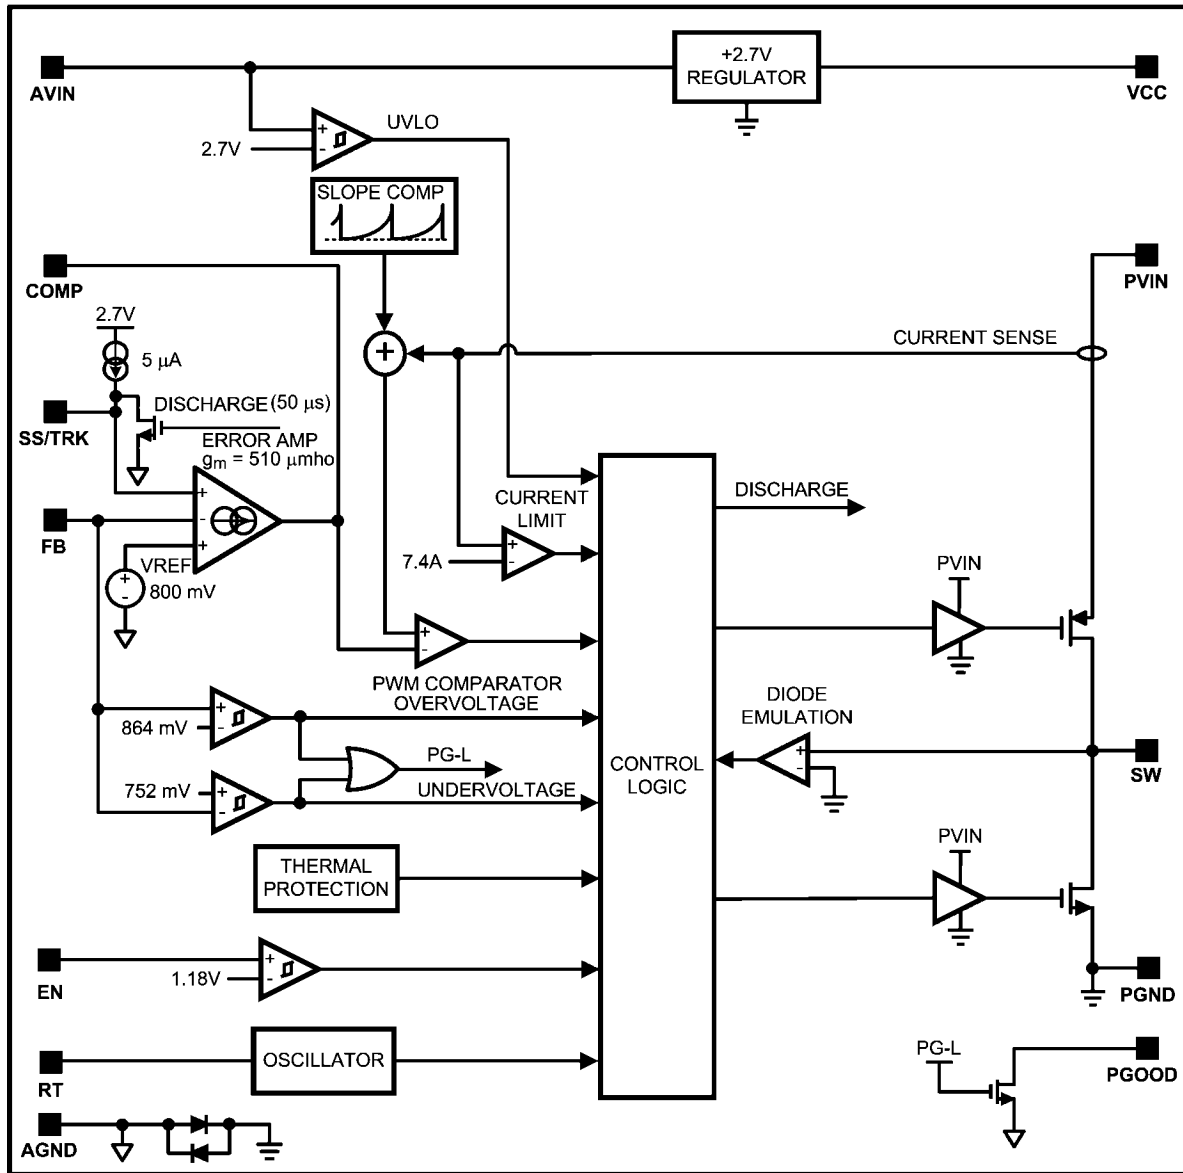 +2.7V
REGULATOR
AVIN
VCC
UVLO
+
-
2.7V
SLOPE COMP
COMP
PVIN
2.7V
CURRENT SENSE
+
5 μA
DISCHARGE (50 μs)
SS/TRK
ERROR AMP
gm = 510 μmho
+
-
+
FB
VREF
800 mV
+
-
CURRENT
LIMIT
7.4A
+
-
DISCHARGE
PVIN
+
-
PWM COMPARATOR
OVERVOLTAGE
864 mV
+
-
PG-L
752 mV
+
-
UNDERVOLTAGE
CONTROL
LOGIC
DIODE
EMULATION
+
-
SW
THERMAL
PROTECTION
PVIN
EN
1.18V
+
-
PGND
OSCILLATOR
RT
PG-L
PGOOD
AGND